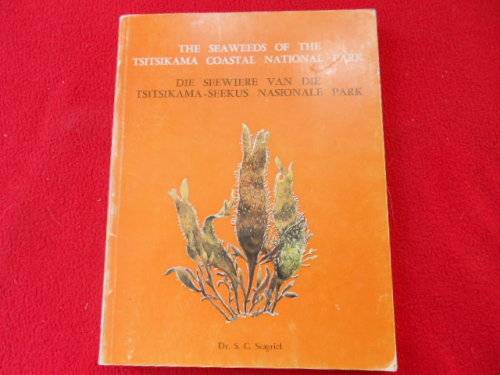 THE SEAWEEDS OF THE
TSITSIKAMA COASTAL NATIONAL PARK
DIE SEEWIERE VAN DIE
TSITSIKAMA-SEEKUS NASIONALE PARK
Dr. S. C. Seagrief